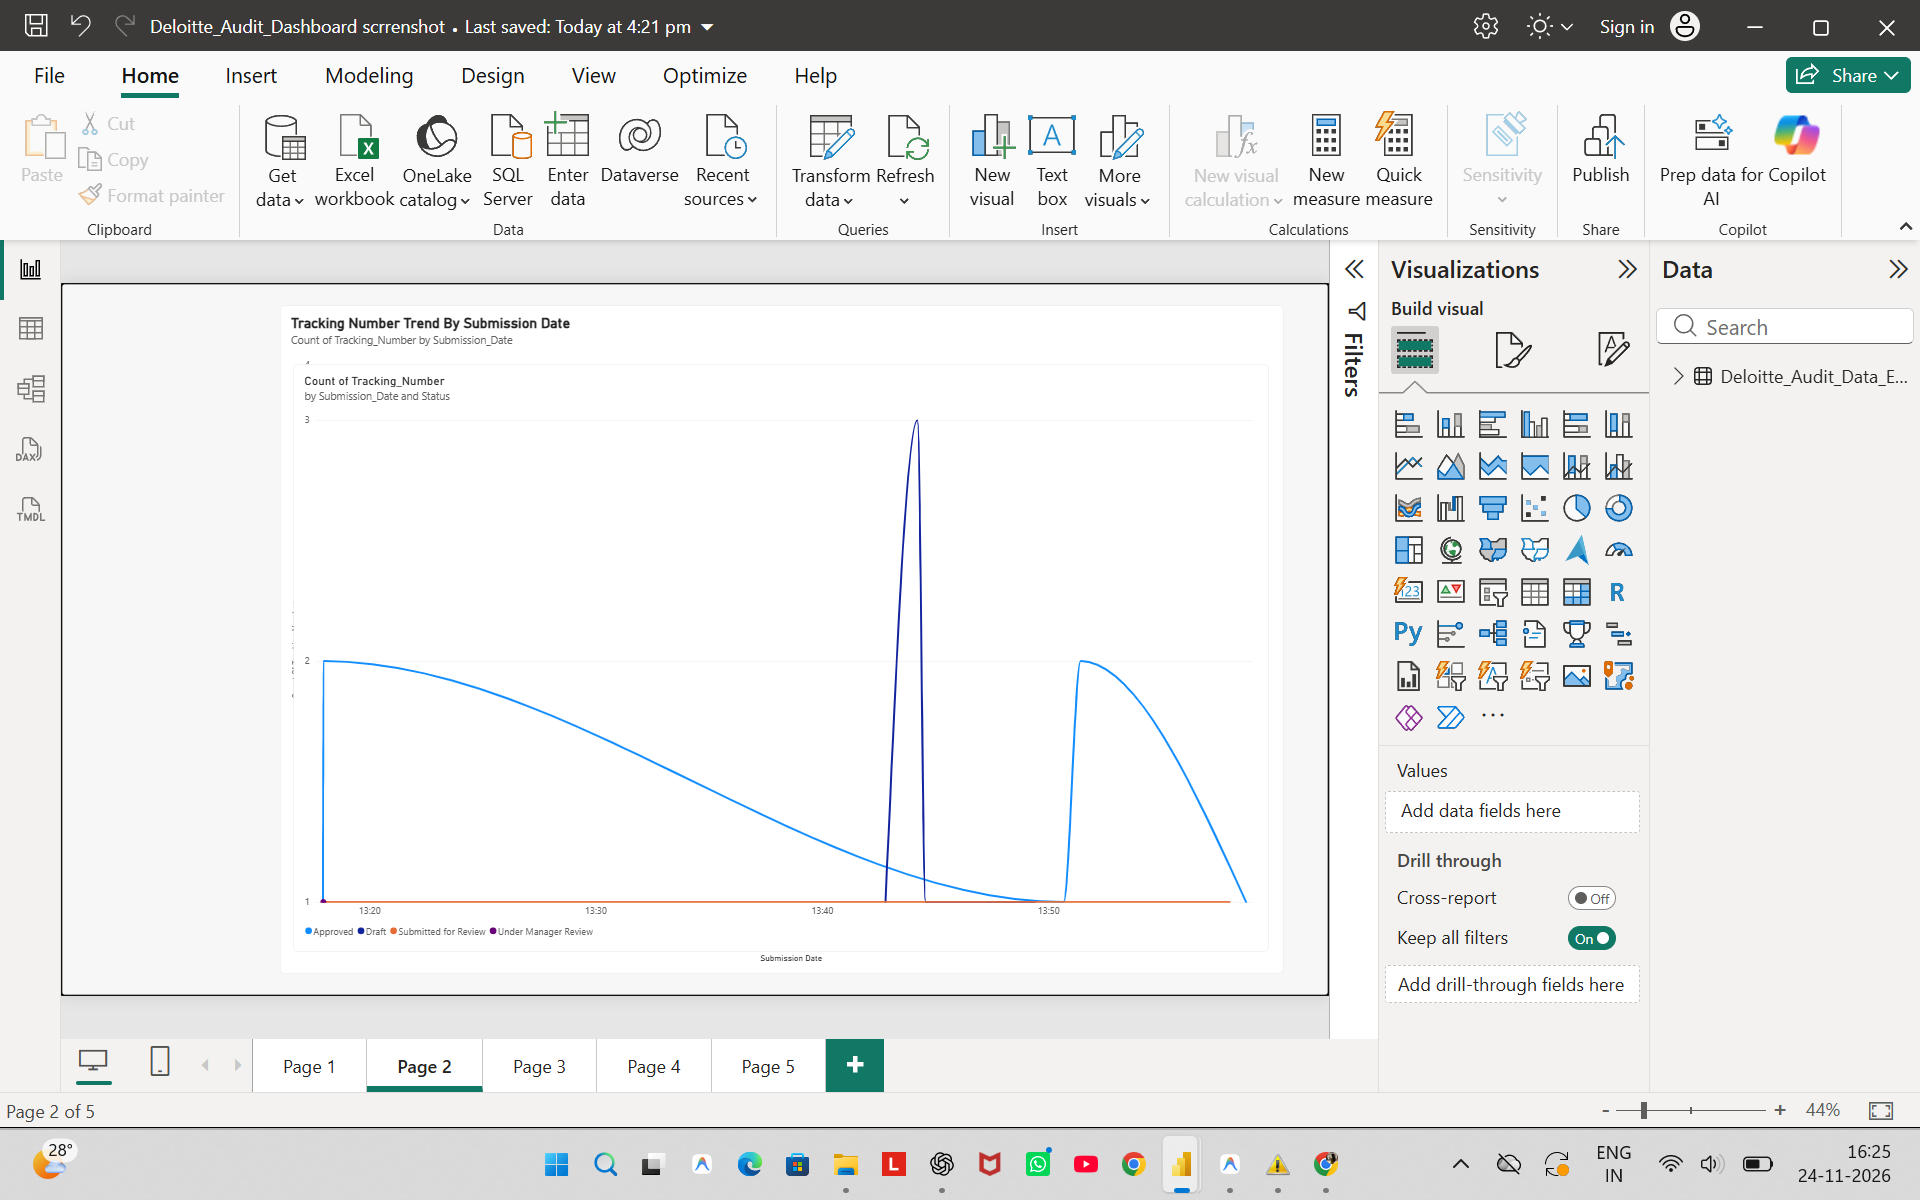 Deloitte_Audit_Dashboard scrrenshot • Last saved: Today at 4:21 pm
Sign in
File Home Insert Modeling Design View Optimize Help
Share
Paste
Cut
Copy
Format painter
Clipboard
Get data
Excel workbook
OneLake catalog
SQL Server
Enter data
Dataverse
Recent sources
Data
Transform data
Refresh
Queries
New visual
Text box
More visuals
Insert
New visual calculation
New measure
Quick measure
Calculations
Sensitivity
Sensitivity
Publish
Share
Prep data for AI
Copilot
Copilot
DAX
TMDL
Tracking Number Trend By Submission Date
Count of Tracking_Number by Submission_Date
Count of Tracking_Number
by Submission_Date and Status
3
2
1
13:20 13:30 13:40 13:50
Approved Draft Submitted for Review Under Manager Review
Submission Date
Filters
Visualizations
Build visual
123
R
Py
...
Values
Add data fields here
Drill through
Cross-report
Off
Keep all filters
On
Add drill-through fields here
Data
Search
Deloitte_Audit_Data_E...
Page 1 Page 2 Page 3 Page 4 Page 5 +
Page 2 of 5
- + 44%
28°
L
ENG
IN
16:25
24-11-2026